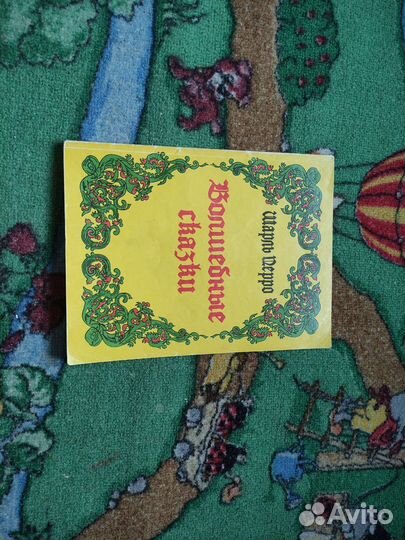 Шарль Перро
Волшебные
сказки
Avito